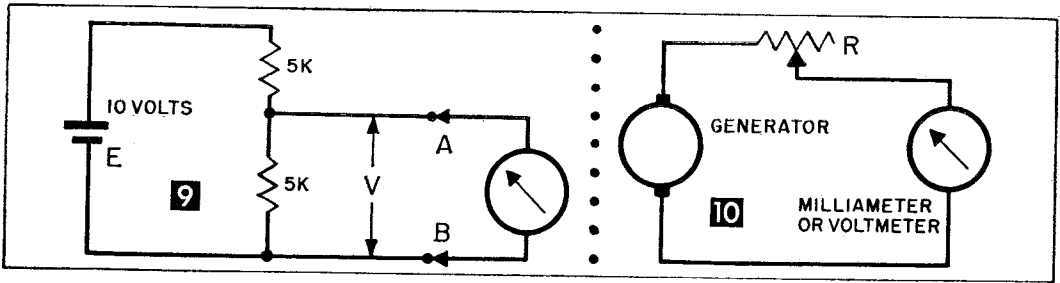 5K
10 VOLTS
E
5K
V
A
B
9
R
GENERATOR
10
MILLIAMETER
OR VOLTMETER